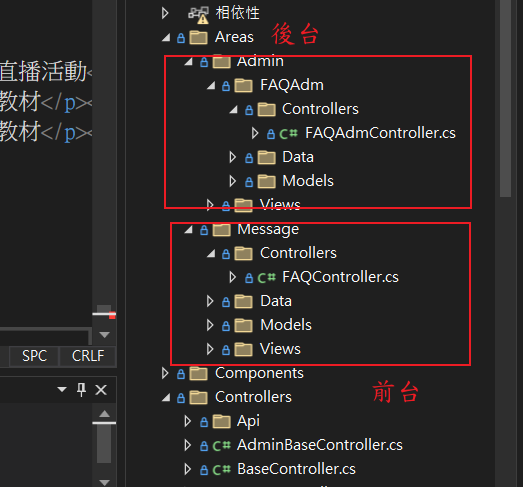 相依性
Areas 後台
直播活動<
Admin
FAQAdm
教材</p><
Controllers
教材</p><
C# FAQAdmController.cs
Data
Models
Views
Message
Controllers
C# FAQController.cs
Data
Models
SPC CRLF
Views
Components
Controllers 前台
Api
C# AdminBaseController.cs
C# BaseController.cs